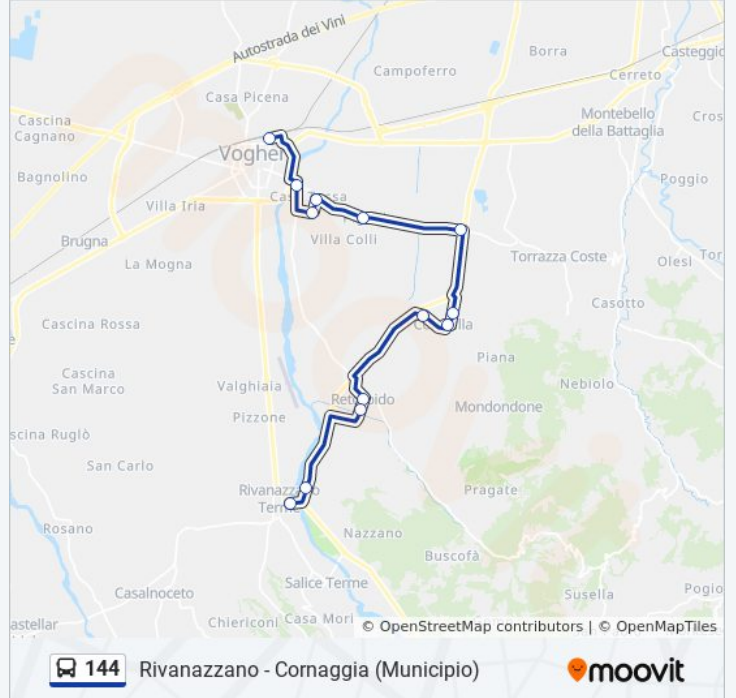 Autostrada dei Vini
Borra
Casteggio
Campoferro
Cerreto
Casa Picena
Cascina
Cagnano
Montebello
della Battaglia
Voghera
Bagnolino
Poggio
Villa Iria
Brugna
Villa Colli
Torrazza Coste
La Mogna
Casotto
Cascina Rossa
Piana
Cascina
San Marco
Valghiaia
Nebiolo
Mondondone
Pizzone
San Carlo
Rivanazzano
Terme
Pragate
Rosano
Nazzano
Buscofà
Salice Terme
Casalnoceto
Susella
Chiericoni
Casa Mori
© OpenStreetMap contributors | © OpenMapTiles
144 Rivanazzano - Cornaggia (Municipio)
moovit